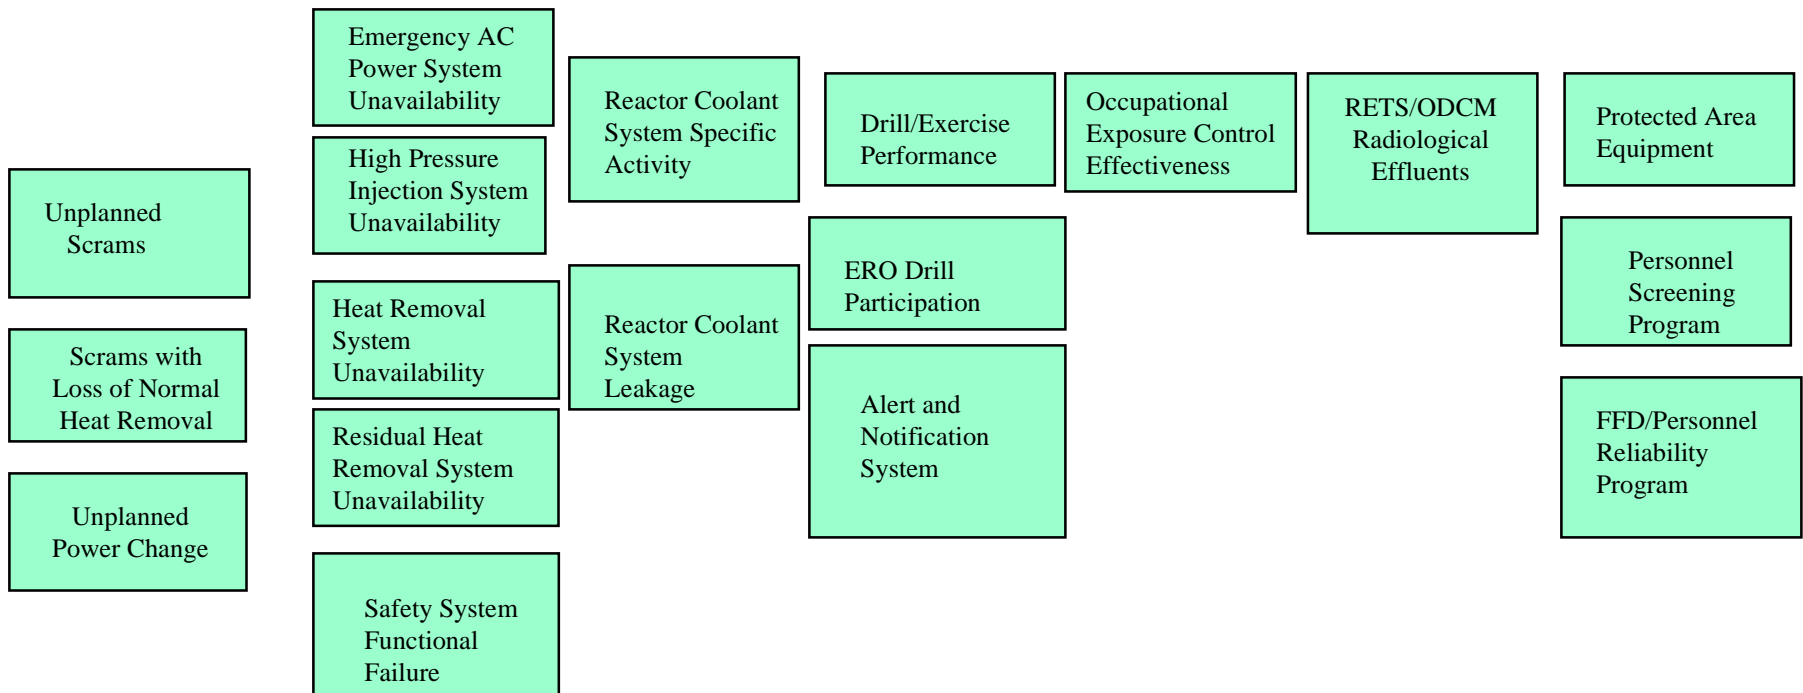 Unplanned
Scrams
Scrams with
Loss of Normal
Heat Removal
Unplanned
Power Change
Emergency AC
Power System
Unavailability
High Pressure
Injection System
Unavailability
Heat Removal
System
Unavailability
Residual Heat
Removal System
Unavailability
Safety System
Functional
Failure
Reactor Coolant
System Specific
Activity
Reactor Coolant
System
Leakage
Drill/Exercise
Performance
ERO Drill
Participation
Alert and
Notification
System
Occupational
Exposure Control
Effectiveness
RETS/ODCM
Radiological
Effluents
Protected Area
Equipment
Personnel
Screening
Program
FFD/Personnel
Reliability
Program